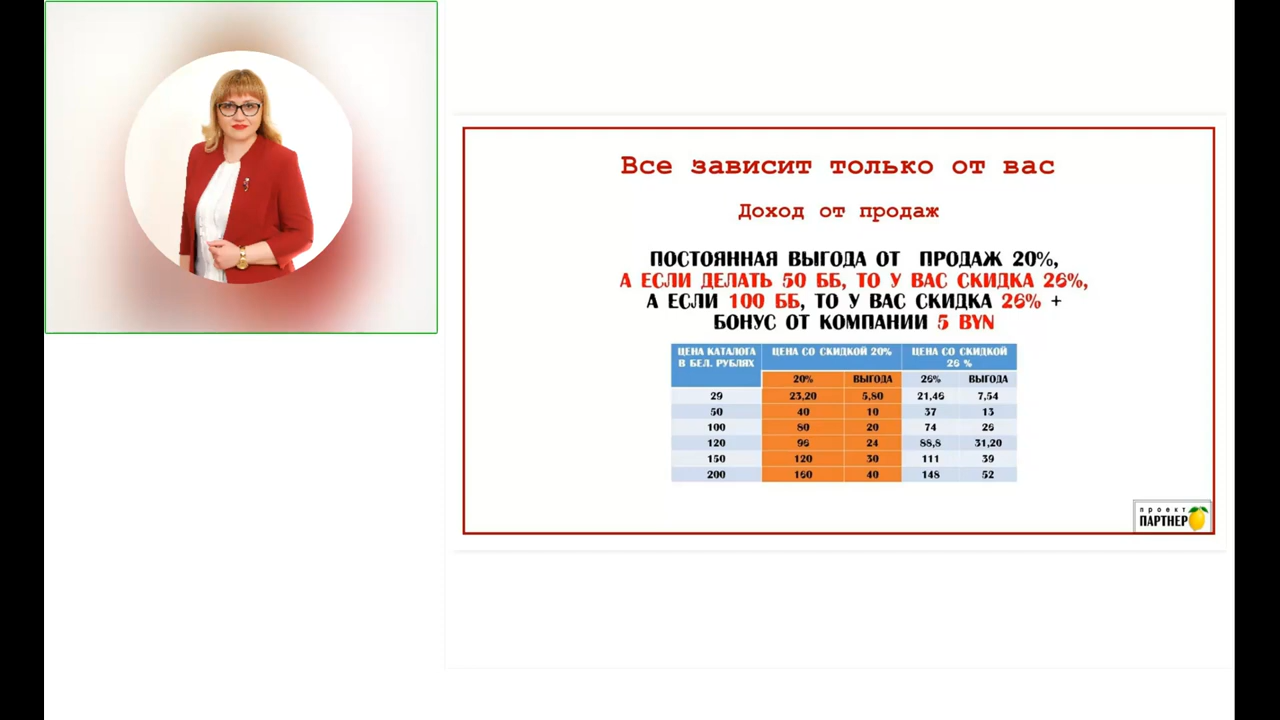 Все зависит только от вас
Доход от продаж
ПОСТОЯННАЯ ВЫГОДА ОТ ПРОДАЖ 20%,
А ЕСЛИ ДЕЛАТЬ 50 ББ, ТО У ВАС СКИДКА 26%,
А ЕСЛИ 100 ББ, ТО У ВАС СКИДКА 26% +
БОНУС ОТ КОМПАНИИ 5 BYN
ЦЕНА КАТАЛОГА В БЕЛ. РУБЛЯХ ЦЕНА СО СКИДКОЙ 20% ЦЕНА СО СКИДКОЙ 26 %
20% ВЫГОДА 26% ВЫГОДА
29 23,20 5,80 21,46 7,54
50 40 10 37 13
100 80 20 74 26
120 96 24 88,8 31,20
150 120 30 111 39
200 160 40 148 52
проект
ПАРТНЕР